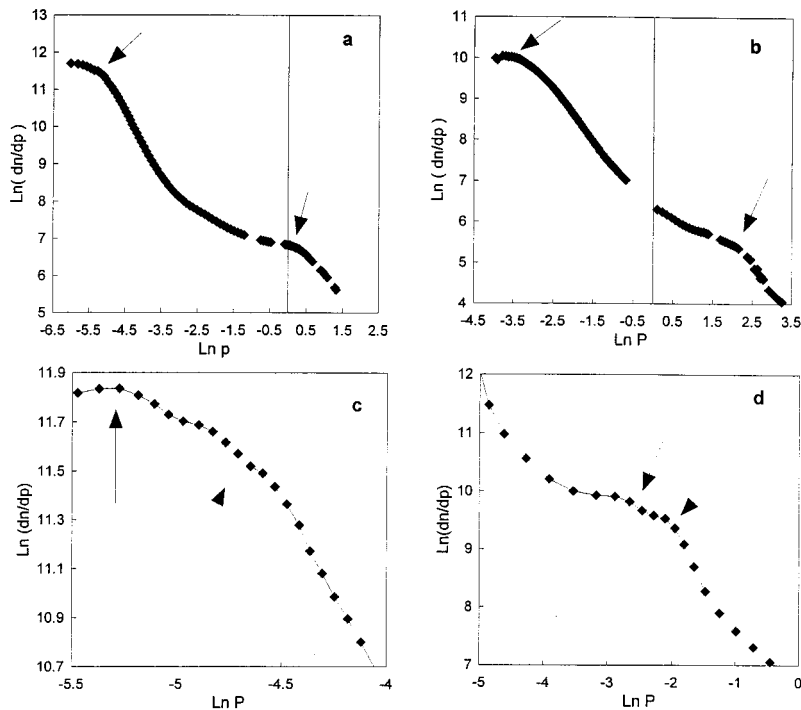 a
13
12
11
10
9
8
7
6
5
Ln( dn/dp )
-6.5 -5.5 -4.5 -3.5 -2.5 -1.5 -0.5 0.5 1.5 2.5
Ln p
b
11
10
9
8
7
6
5
4
Ln ( dn/dp )
-4.5 -3.5 -2.5 -1.5 -0.5 0.5 1.5 2.5 3.5
Ln P
c
11.9
11.7
11.5
11.3
11.1
10.9
10.7
Ln (dn/dp)
-5.5 -5 -4.5 -4
Ln P
d
12
11
10
9
8
7
Ln(dn/dp)
-5 -4 -3 -2 -1 0
Ln P